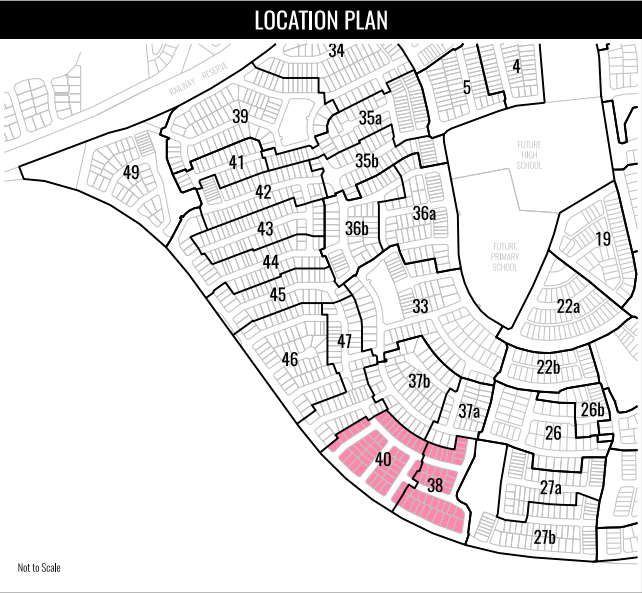 LOCATION PLAN
34
4
5
RAILWAY RESERVE
39
35a
FUTURE
HIGH
SCHOOL
41
35b
49
42
36a
43
36b
19
FUTURE
PRIMARY
SCHOOL
44
45
33
22a
47
46
22b
37b
37a
26b
26
40
38
27a
27b
Not to Scale